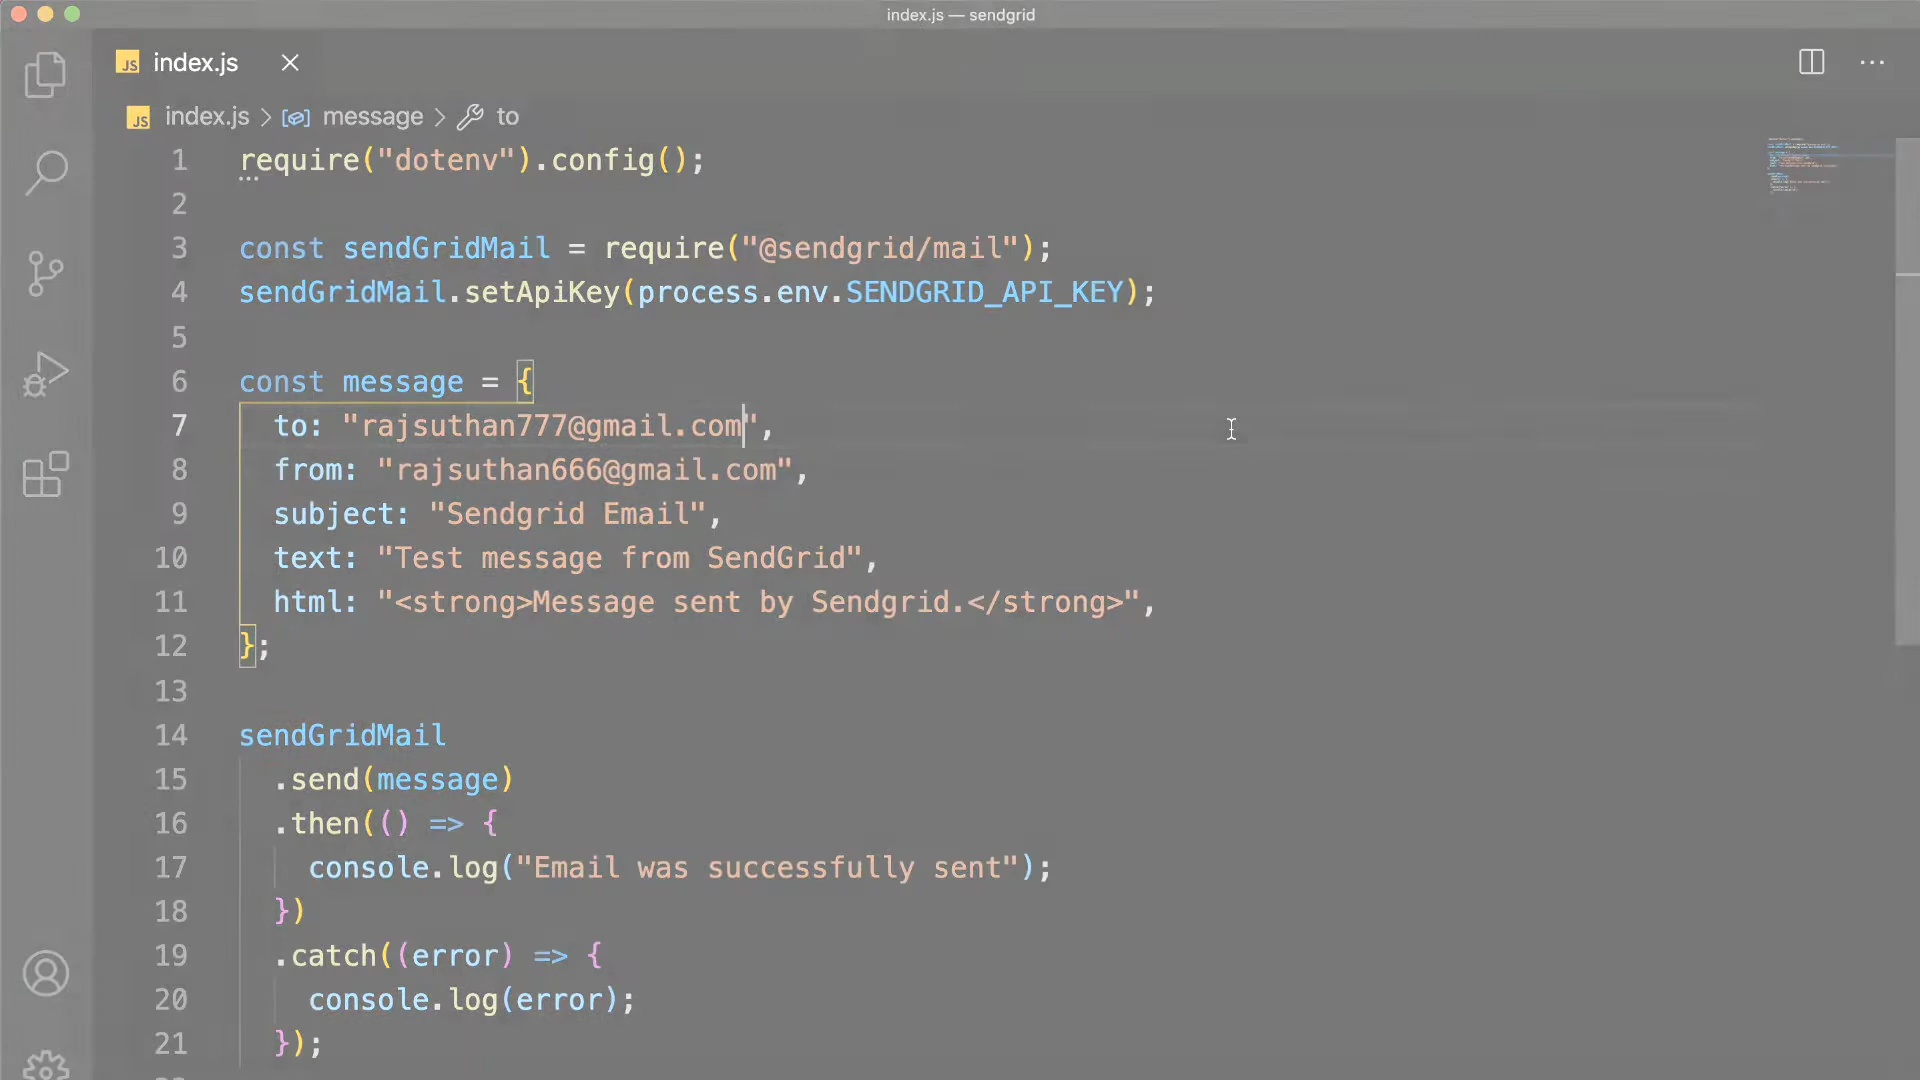 index.js — sendgrid
JS index.js
JS index.js > message > to
1 require("dotenv").config();
2
3 const sendGridMail = require("@sendgrid/mail");
4 sendGridMail.setApiKey(process.env.SENDGRID_API_KEY);
5
6 const message = {
7 to: "rajsuthan777@gmail.com",
8 from: "rajsuthan666@gmail.com",
9 subject: "Sendgrid Email",
10 text: "Test message from SendGrid",
11 html: "<strong>Message sent by Sendgrid.</strong>",
12 };
13
14 sendGridMail
15 .send(message)
16 .then(() => {
17 console.log("Email was successfully sent");
18 })
19 .catch((error) => {
20 console.log(error);
21 });